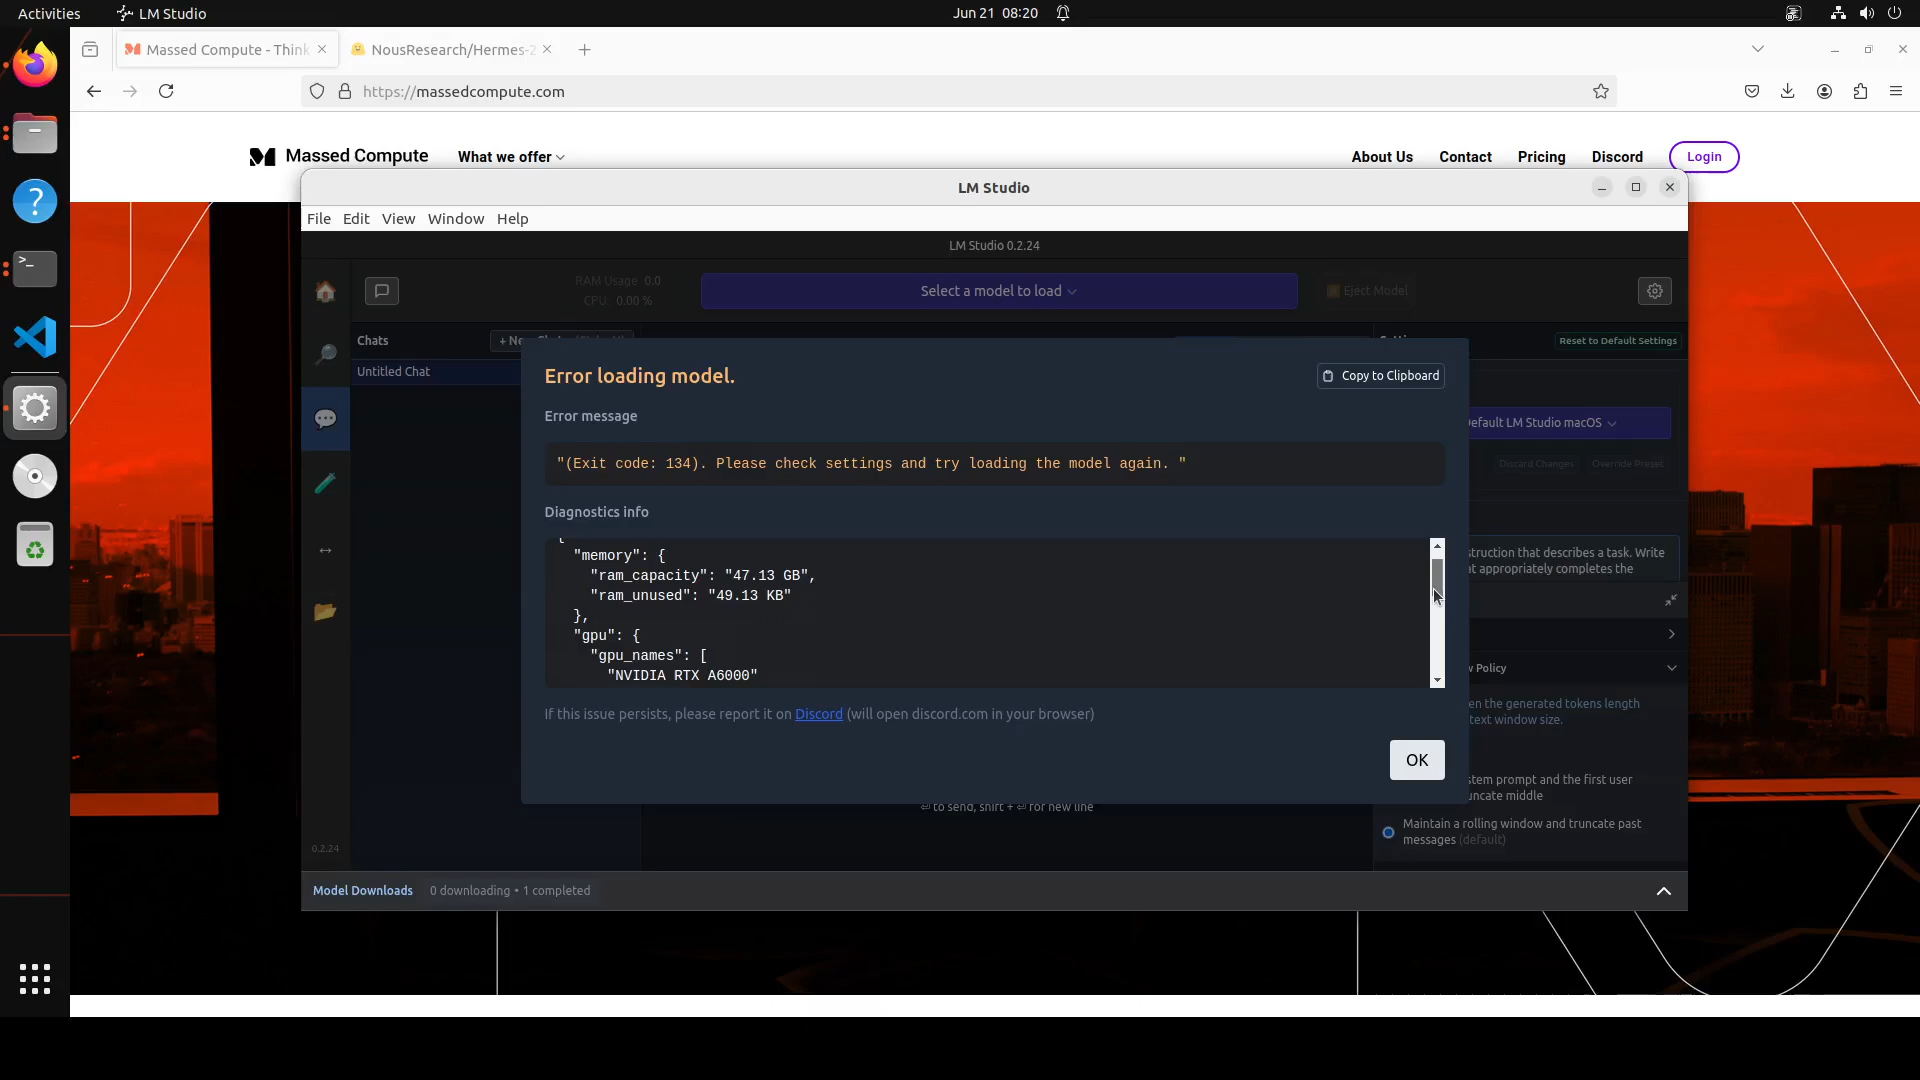 Activities
LM Studio
Jun 21 08:20
Massed Compute - Think
NousResearch/Hermes-2
https://massedcompute.com
Massed Compute
What we offer
About Us
Contact
Pricing
Discord
Login
LM Studio
File Edit View Window Help
LM Studio 0.2.24
RAM Usage 0.0
CPU: 0.00 %
Select a model to load
Eject Model
Chats
+ Ne
Reset to Default Settings
Untitled Chat
Error loading model.
Copy to Clipboard
Error message
efault LM Studio macOS
"(Exit code: 134). Please check settings and try loading the model again. "
Discard Changes
Override Preset
Diagnostics info
{
"memory": {
"ram_capacity": "47.13 GB",
"ram_unused": "49.13 KB"
},
"gpu": {
"gpu_names": [
"NVIDIA RTX A6000"
struction that describes a task. Write
at appropriately completes the
w Policy
en the generated tokens length
text window size.
If this issue persists, please report it on Discord (will open discord.com in your browser)
OK
stem prompt and the first user
uncate middle
⏎ to send, shift + ⏎ for new line
Maintain a rolling window and truncate past
messages (default)
0.2.24
Model Downloads
0 downloading • 1 completed